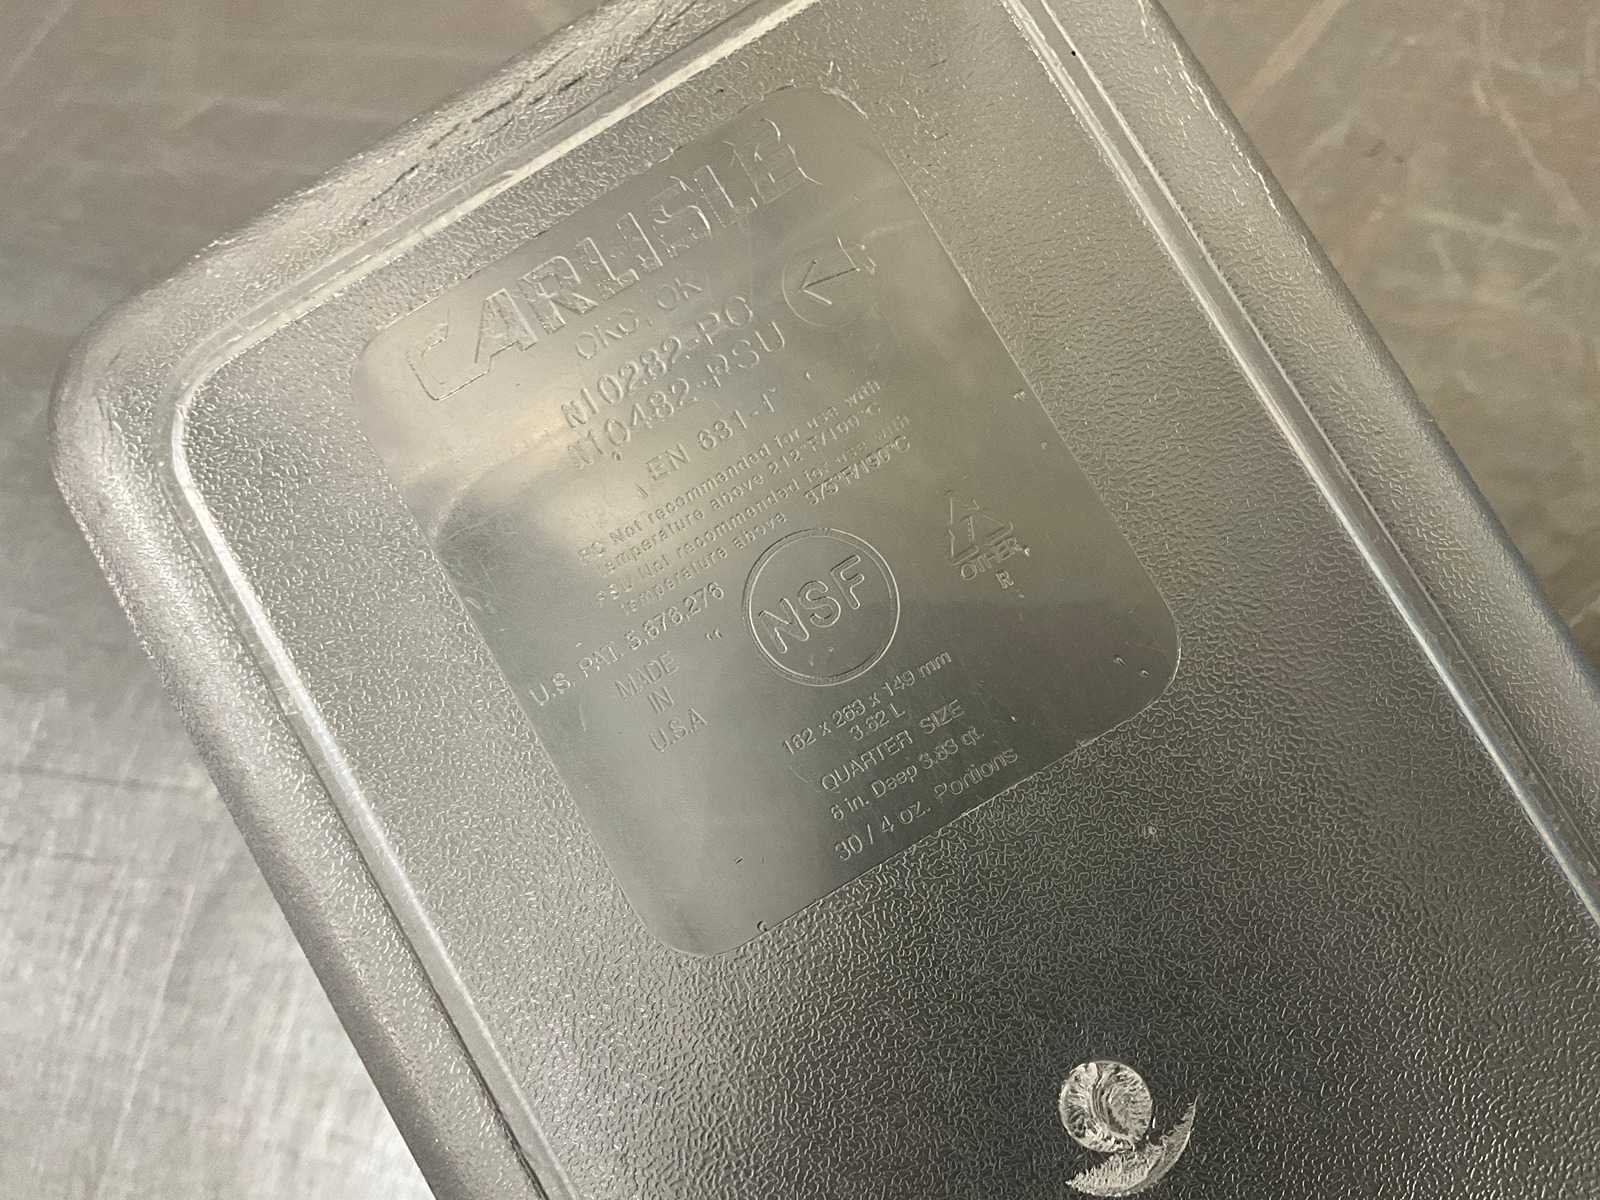 CARLISLE
OKC, OK
N10282-PC
110482-PSU
EN 631-1
PC Not recommended for use with
temperature above 212°F/100°C
PSU Not recommended for use with
temperature above 375°F/190°C
U.S. PAT. 5,676,276
MADE
IN
U.S.A
NSF
7
OTHER
R
162 x 263 x 149 mm
3.62 L
QUARTER SIZE
6 in. Deep 3.83 qt.
30 / 4 oz. Portions